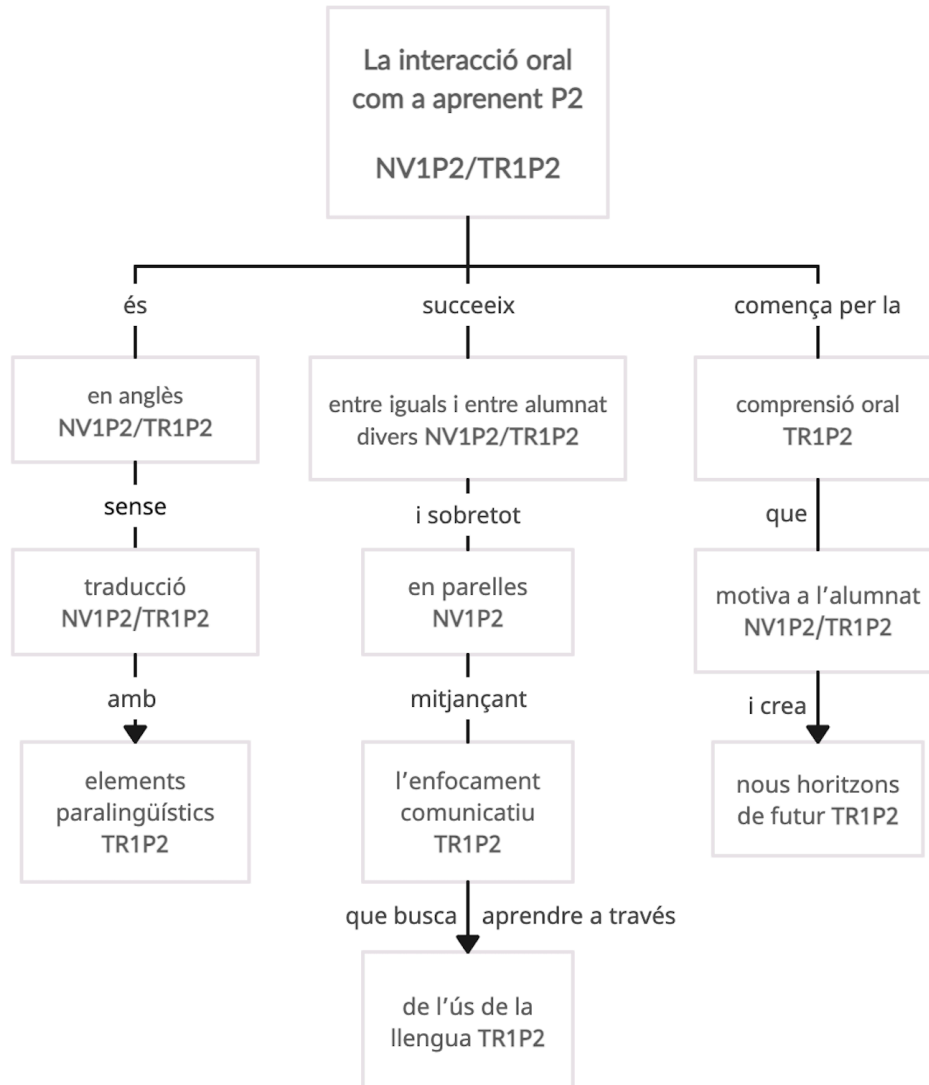 La interacció oral
com a aprenent P2
NV1P2/TR1P2
és
succeeix
comença per la
en anglès
NV1P2/TR1P2
entre iguals i entre alumnat
divers NV1P2/TR1P2
comprensió oral
TR1P2
sense
i sobretot
que
traducció
NV1P2/TR1P2
en parelles
NV1P2
motiva a l'alumnat
NV1P2/TR1P2
amb
mitjançant
i crea
elements
paralingüístics
TR1P2
l'enfocament
comunicatiu
TR1P2
nous horitzons
de futur TR1P2
que busca aprendre a través
de l'ús de la
llengua TR1P2